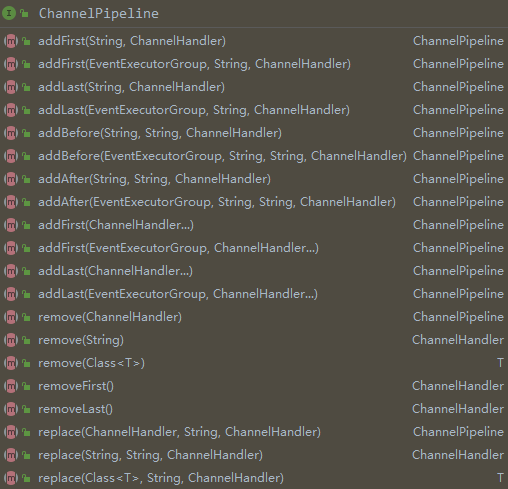 ChannelPipeline
addFirst(String, ChannelHandler) ChannelPipeline
addFirst(EventExecutorGroup, String, ChannelHandler) ChannelPipeline
addLast(String, ChannelHandler) ChannelPipeline
addLast(EventExecutorGroup, String, ChannelHandler) ChannelPipeline
addBefore(String, String, ChannelHandler) ChannelPipeline
addBefore(EventExecutorGroup, String, String, ChannelHandler) ChannelPipeline
addAfter(String, String, ChannelHandler) ChannelPipeline
addAfter(EventExecutorGroup, String, String, ChannelHandler) ChannelPipeline
addFirst(ChannelHandler...) ChannelPipeline
addFirst(EventExecutorGroup, ChannelHandler...) ChannelPipeline
addLast(ChannelHandler...) ChannelPipeline
addLast(EventExecutorGroup, ChannelHandler...) ChannelPipeline
remove(ChannelHandler) ChannelPipeline
remove(String) ChannelHandler
remove(Class<T>) T
removeFirst() ChannelHandler
removeLast() ChannelHandler
replace(ChannelHandler, String, ChannelHandler) ChannelPipeline
replace(String, String, ChannelHandler) ChannelHandler
replace(Class<T>, String, ChannelHandler) T